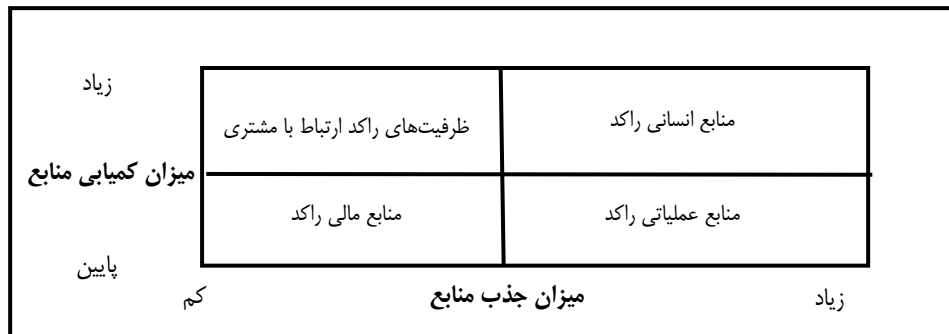 زیاد
منابع انسانی راکد
ظرفیت‌های راکد ارتباط با مشتری
میزان کمیابی منابع
منابع عملیاتی راکد
منابع مالی راکد
پایین
زیاد
میزان جذب منابع
کم